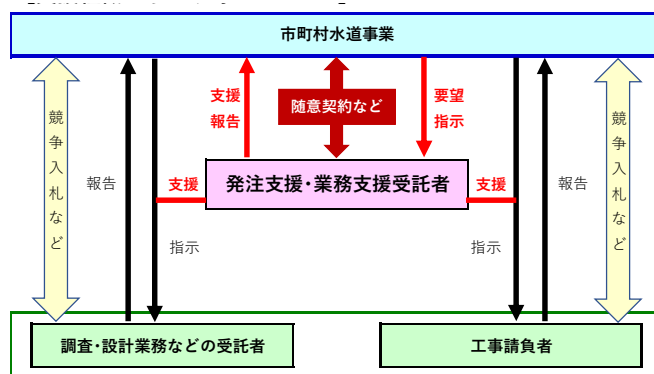 市町村水道事業
競争入札など
報告
支援
報告
随意契約など
要望
指示
報告
競争入札など
支援
発注支援・業務支援受託者
支援
指示
指示
調査・設計業務などの受託者
工事請負者